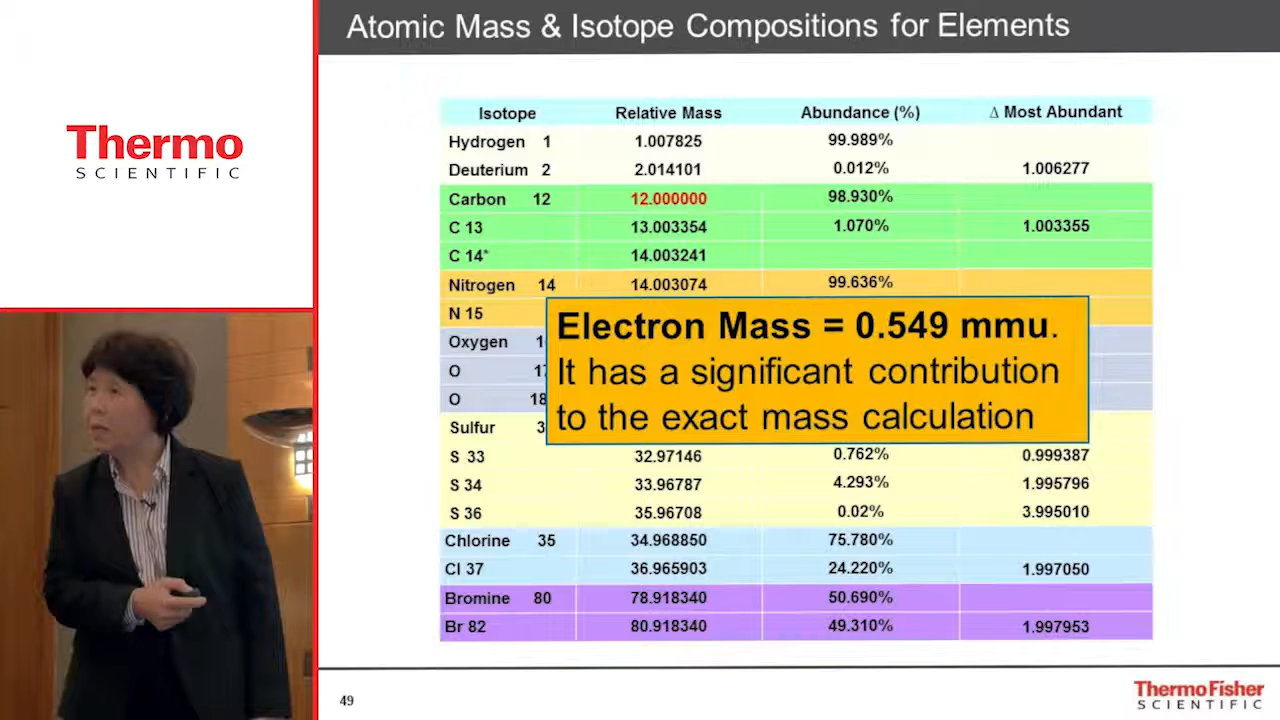 Thermo
SCIENTIFIC
Atomic Mass & Isotope Compositions for Elements
Isotope Relative Mass Abundance (%) Δ Most Abundant
Hydrogen 1 1.007825 99.989%
Deuterium 2 2.014101 0.012% 1.006277
Carbon 12 12.000000 98.930%
C 13 13.003354 1.070% 1.003355
C 14* 14.003241
Nitrogen 14 14.003074 99.636%
N 15
Oxygen
O 17
O 18
Sulfur
Electron Mass = 0.549 mmu.
It has a significant contribution
to the exact mass calculation
S 33 32.97146 0.762% 0.999387
S 34 33.96787 4.293% 1.995796
S 36 35.96708 0.02% 3.995010
Chlorine 35 34.968850 75.780%
Cl 37 36.965903 24.220% 1.997050
Bromine 80 78.918340 50.690%
Br 82 80.918340 49.310% 1.997953
49
ThermoFisher
SCIENTIFIC